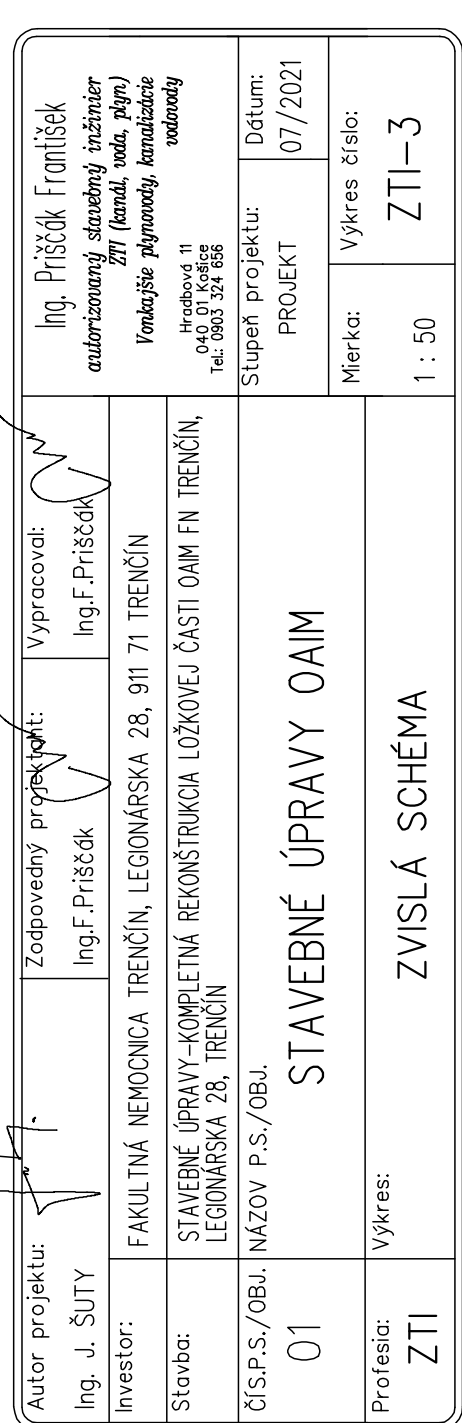 Autor projektu:
Ing. J. ŠUTY
Zodpovedný projektant:
Ing.F.Priščák
Vypracoval:
Ing.F.Priščák
Ing. Priščák František
autorizovaný stavebný inžinier
ZTI (kanál, voda, plyn)
Vonkajšie plynovody, kanalizácie
vodovody
Hradbová 11
040 01 Košice
Tel.: 0903 324 656
Investor:
FAKULTNÁ NEMOCNICA TRENČÍN, LEGIONÁRSKA 28, 911 71 TRENČÍN
Stavba:
STAVEBNÉ ÚPRAVY-KOMPLETNÁ REKONŠTRUKCIA LOŽKOVEJ ČASTI OAIM FN TRENČÍN,
LEGIONÁRSKA 28, TRENČÍN
ČÍS.P.S./OBJ.
01
NÁZOV P.S./OBJ.
STAVEBNÉ ÚPRAVY OAIM
Stupeň projektu:
PROJEKT
Dátum:
07/2021
Profesia:
ZTI
Výkres:
ZVISLÁ SCHÉMA
Mierka:
1 : 50
Výkres číslo:
ZTI-3